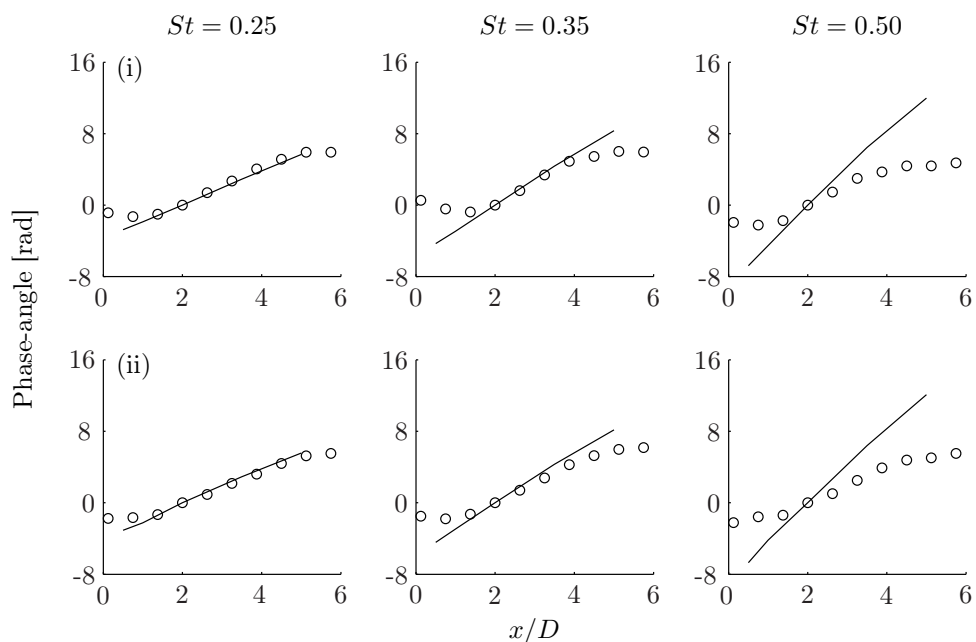 St = 0.25 St = 0.35 St = 0.50
(i)
16 16 16
8 8 8
0 0 0
-8 -8 -8
0 2 4 6 0 2 4 6 0 2 4 6
Phase-angle [rad]
(ii)
16 16 16
8 8 8
0 0 0
-8 -8 -8
0 2 4 6 0 2 4 6 0 2 4 6
x/D